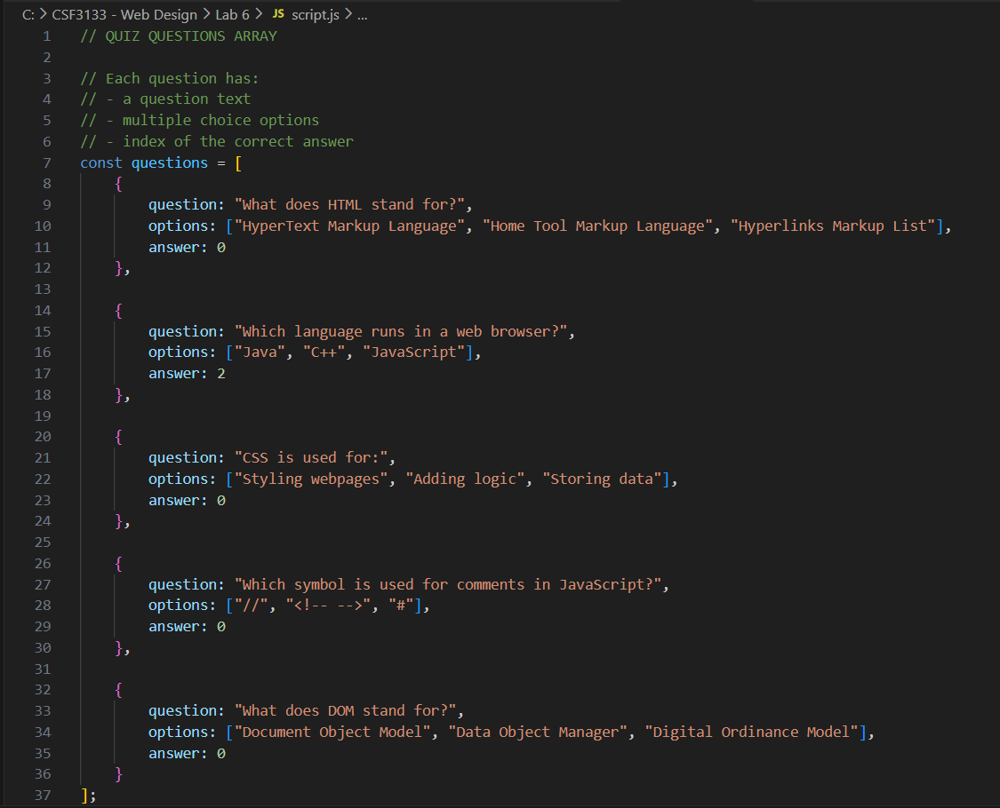 C: > CSF3133 - Web Design > Lab 6 > JS script.js > ...
1 // QUIZ QUESTIONS ARRAY
2
3 // Each question has:
4 // - a question text
5 // - multiple choice options
6 // - index of the correct answer
7 const questions = [
8 {
9 question: "What does HTML stand for?",
10 options: ["HyperText Markup Language", "Home Tool Markup Language", "Hyperlinks Markup List"],
11 answer: 0
12 },
13
14 {
15 question: "Which language runs in a web browser?",
16 options: ["Java", "C++", "JavaScript"],
17 answer: 2
18 },
19
20 {
21 question: "CSS is used for:",
22 options: ["Styling webpages", "Adding logic", "Storing data"],
23 answer: 0
24 },
25
26 {
27 question: "Which symbol is used for comments in JavaScript?",
28 options: ["//", "<!-- -->", "#"],
29 answer: 0
30 },
31
32 {
33 question: "What does DOM stand for?",
34 options: ["Document Object Model", "Data Object Manager", "Digital Ordinance Model"],
35 answer: 0
36 }
37 ];